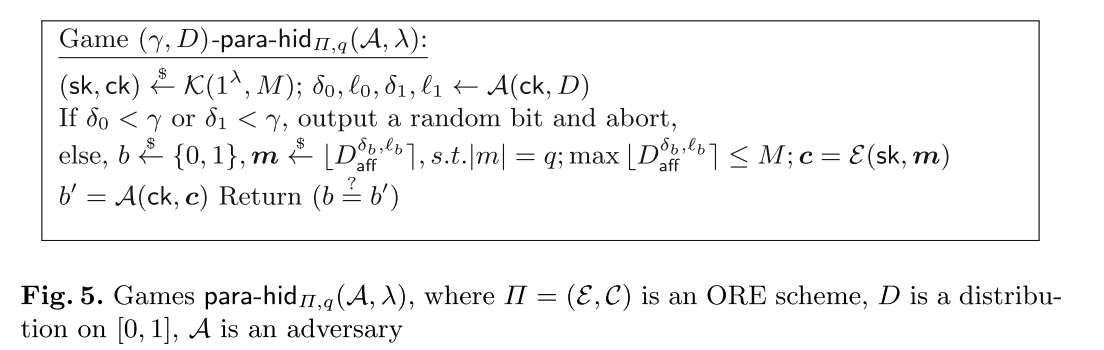 Game (γ, D)-para-hid_{Π,q}(𝒜, λ):
(sk, ck) ←$ 𝒦(1^λ, M); δ_0, ℓ_0, δ_1, ℓ_1 ← 𝒜(ck, D)
If δ_0 < γ or δ_1 < γ, output a random bit and abort,
else, b ←$ {0, 1}, 𝒎 ←$ ⌊D_aff^{δ_b,ℓ_b}⌉, s.t.|m| = q; max ⌊D_aff^{δ_b,ℓ_b}⌉ ≤ M; 𝒄 = ℰ(sk, 𝒎)
b′ = 𝒜(ck, 𝒄) Return (b ≟ b′)
Fig. 5. Games para-hid_{Π,q}(𝒜, λ), where Π = (ℰ, 𝒞) is an ORE scheme, D is a distribu-
tion on [0, 1], 𝒜 is an adversary